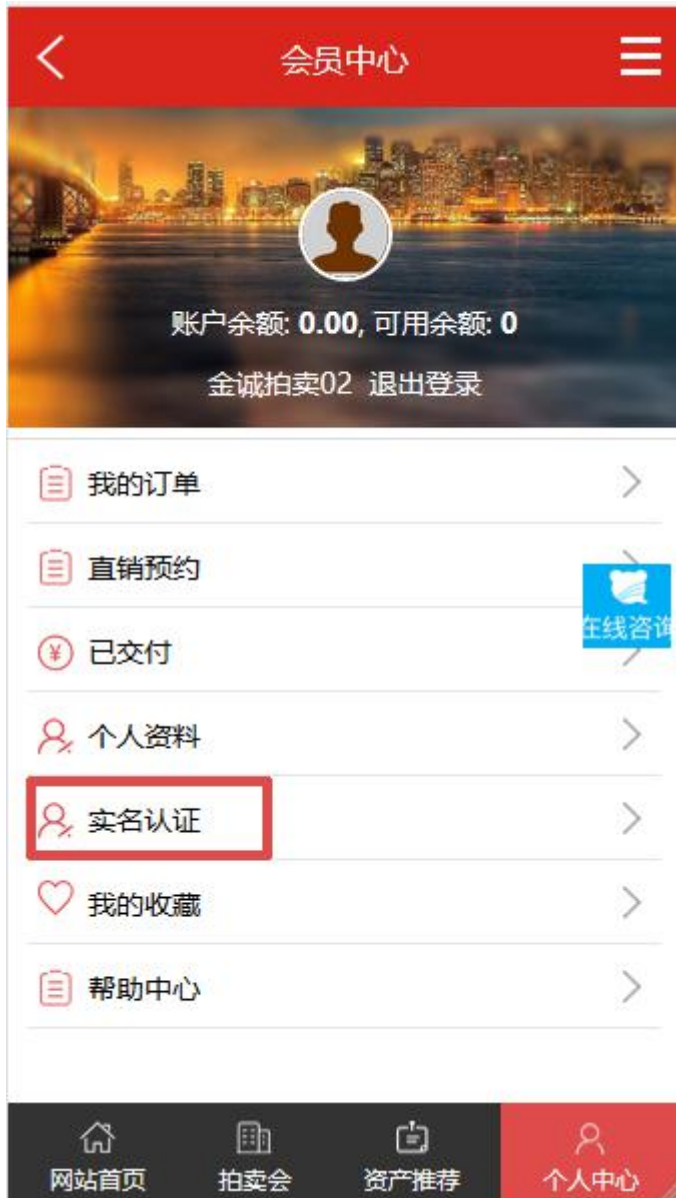 会员中心
账户余额: 0.00, 可用余额: 0
金诚拍卖02 退出登录
我的订单
直销预约
在线咨询
已交付
个人资料
实名认证
我的收藏
帮助中心
网站首页 拍卖会 资产推荐 个人中心